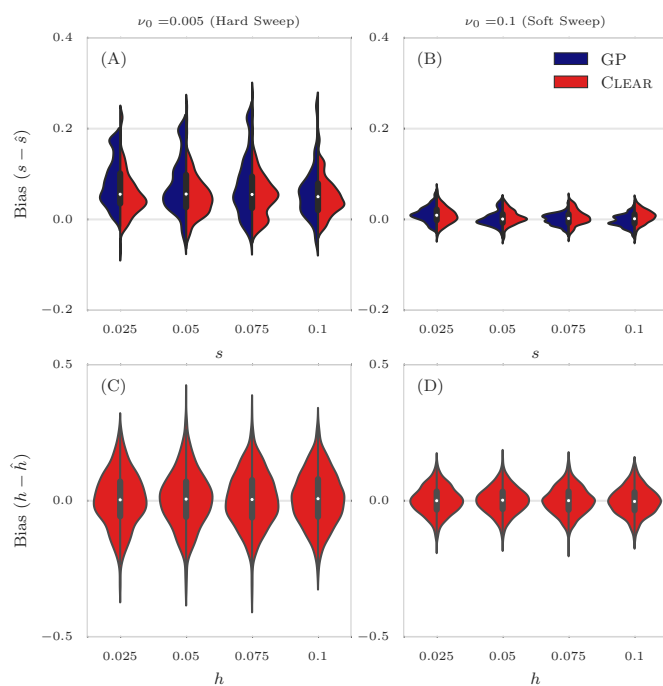 ν0 =0.005 (Hard Sweep)
ν0 =0.1 (Soft Sweep)
Bias (s − ŝ)
0.4
0.2
0.0
−0.2
(A)
0.025 0.05 0.075 0.1
s
0.4
0.2
0.0
−0.2
(B)
GP
CLEAR
0.025 0.05 0.075 0.1
s
Bias (h − ĥ)
0.5
0.0
−0.5
(C)
0.025 0.05 0.075 0.1
h
0.5
0.0
−0.5
(D)
0.025 0.05 0.075 0.1
h